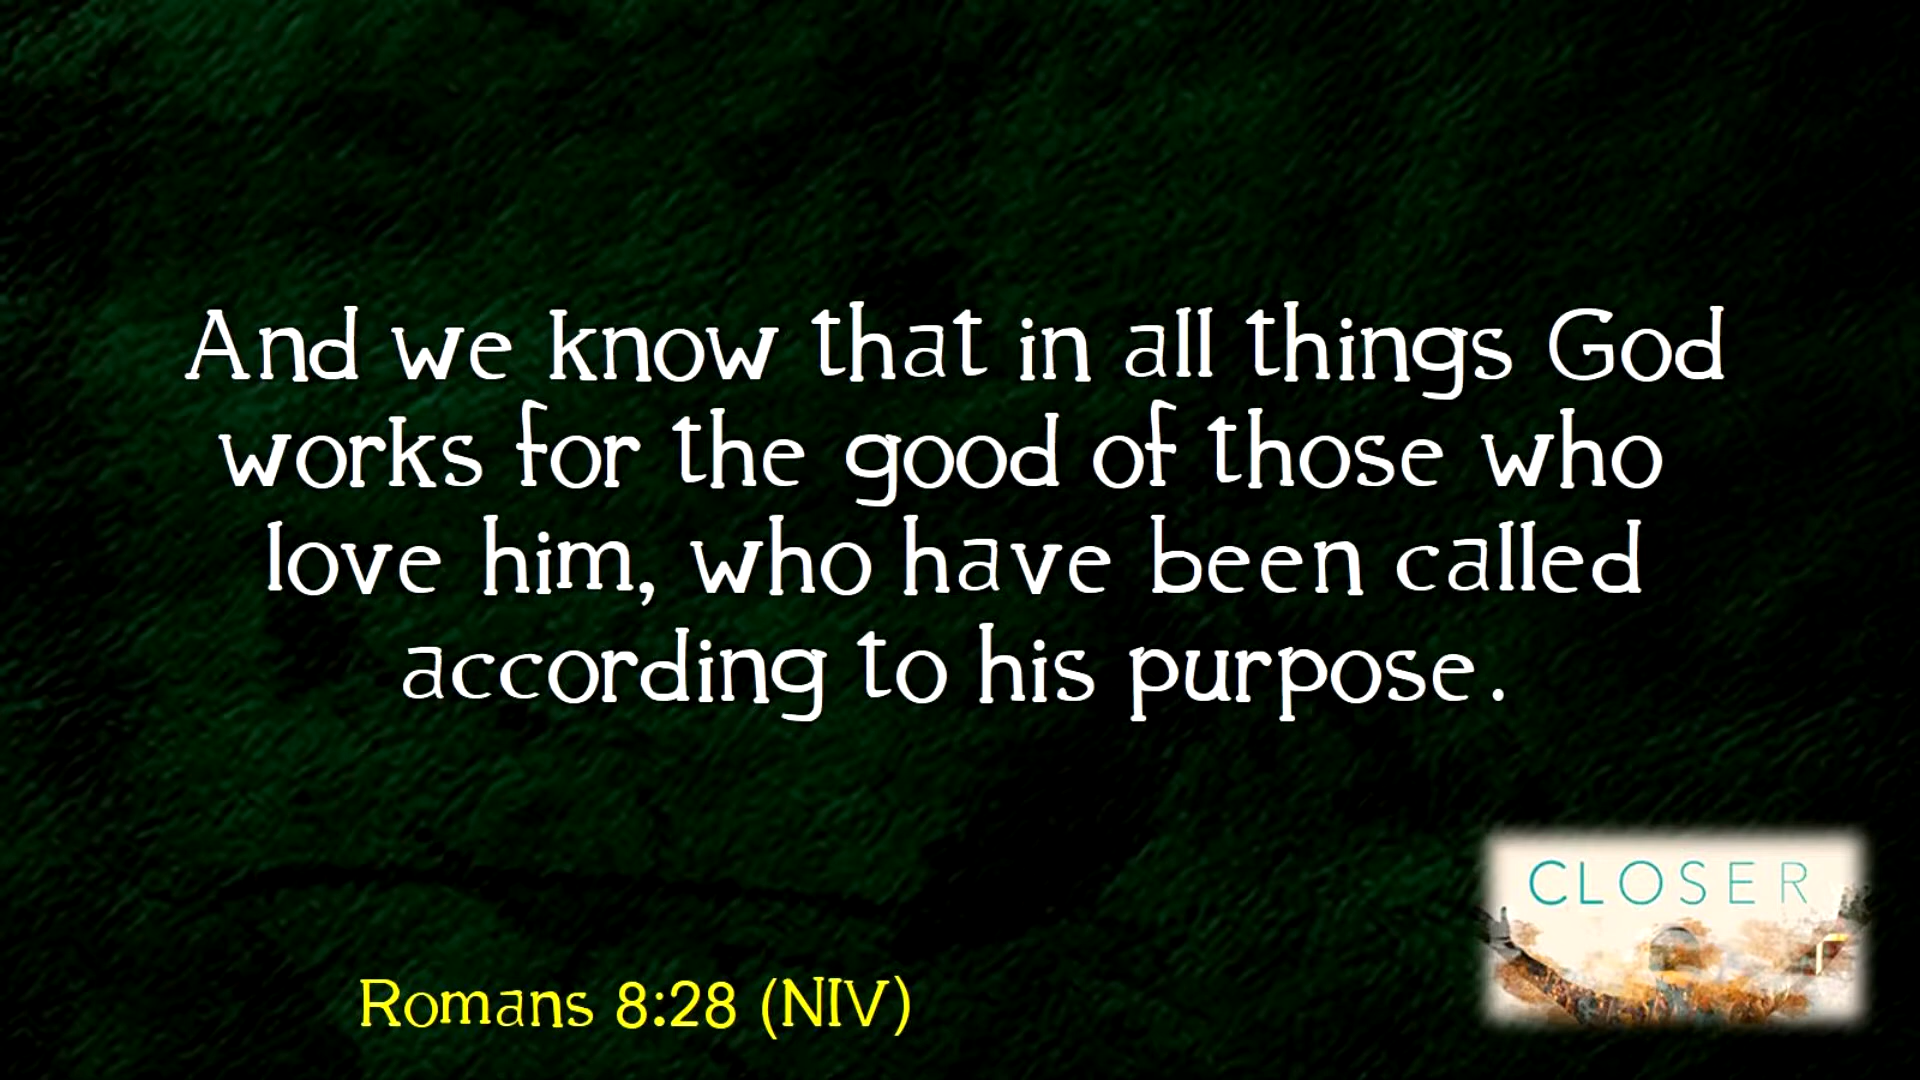 And we know that in all things God
works for the good of those who
love him, who have been called
according to his purpose.
CLOSER
Romans 8:28 (NIV)